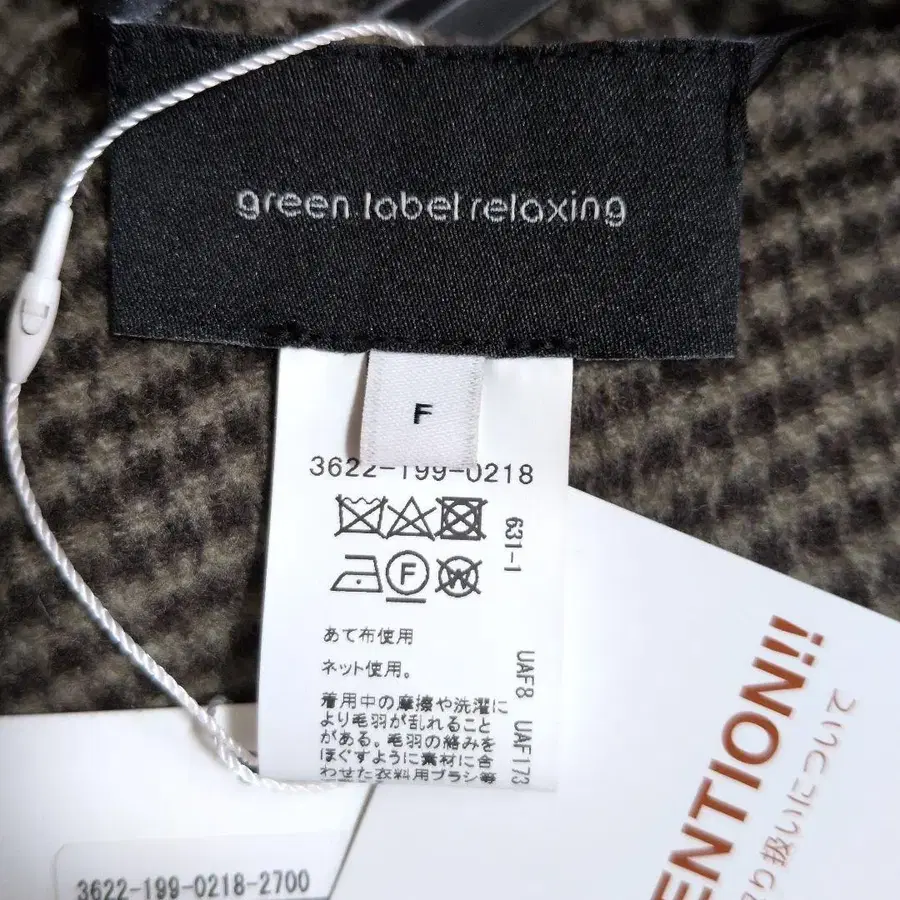 green label relaxing
F
3622-199-0218
631-1
F
W
あて布使用
ネット使用。
着用中の摩擦や洗濯に
より毛羽が乱れること
がある。毛羽の絡みを
ほぐすように素材に合
わせた衣料用ブラシ等
UAF8 UAF173
ENTION!!
り扱いについて
3622-199-0218-2700